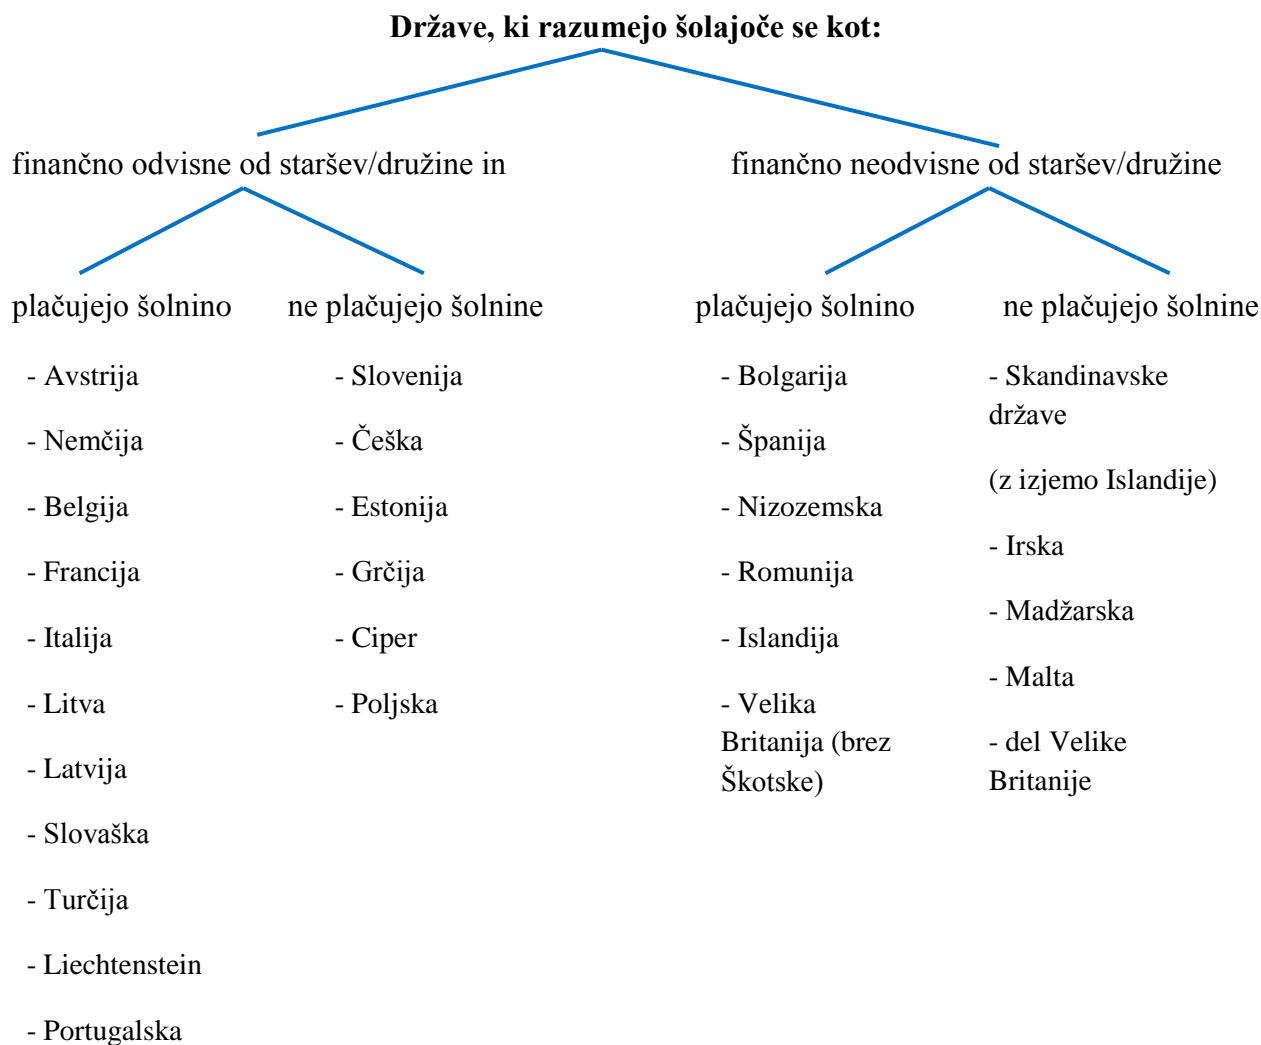 Države, ki razumejo šolajoče se kot:
finančno odvisne od staršev/družine in
finančno neodvisne od staršev/družine
plačujejo šolnino
ne plačujejo šolnine
plačujejo šolnino
ne plačujejo šolnine
- Avstrija
- Nemčija
- Belgija
- Francija
- Italija
- Litva
- Latvija
- Slovaška
- Turčija
- Liechtenstein
- Portugalska
- Slovenija
- Češka
- Estonija
- Grčija
- Ciper
- Poljska
- Bolgarija
- Španija
- Nizozemska
- Romunija
- Islandija
- Velika
Britanija (brez
Škotske)
- Skandinavske
države
(z izjemo Islandije)
- Irska
- Madžarska
- Malta
- del Velike
Britanije